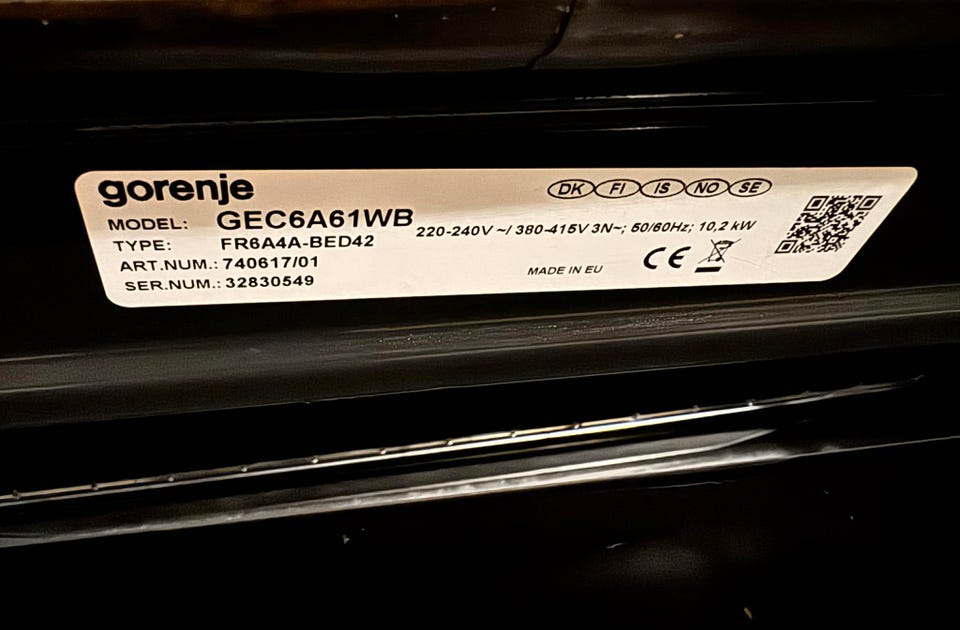 gorenje
DK FI IS NO SE
MODEL: GEC6A61WB
TYPE: FR6A4A-BED42
220-240V ~/ 380-415V 3N~; 50/60Hz; 10,2 kW
ART.NUM.: 740617/01
SER.NUM.: 32830549
MADE IN EU
CE